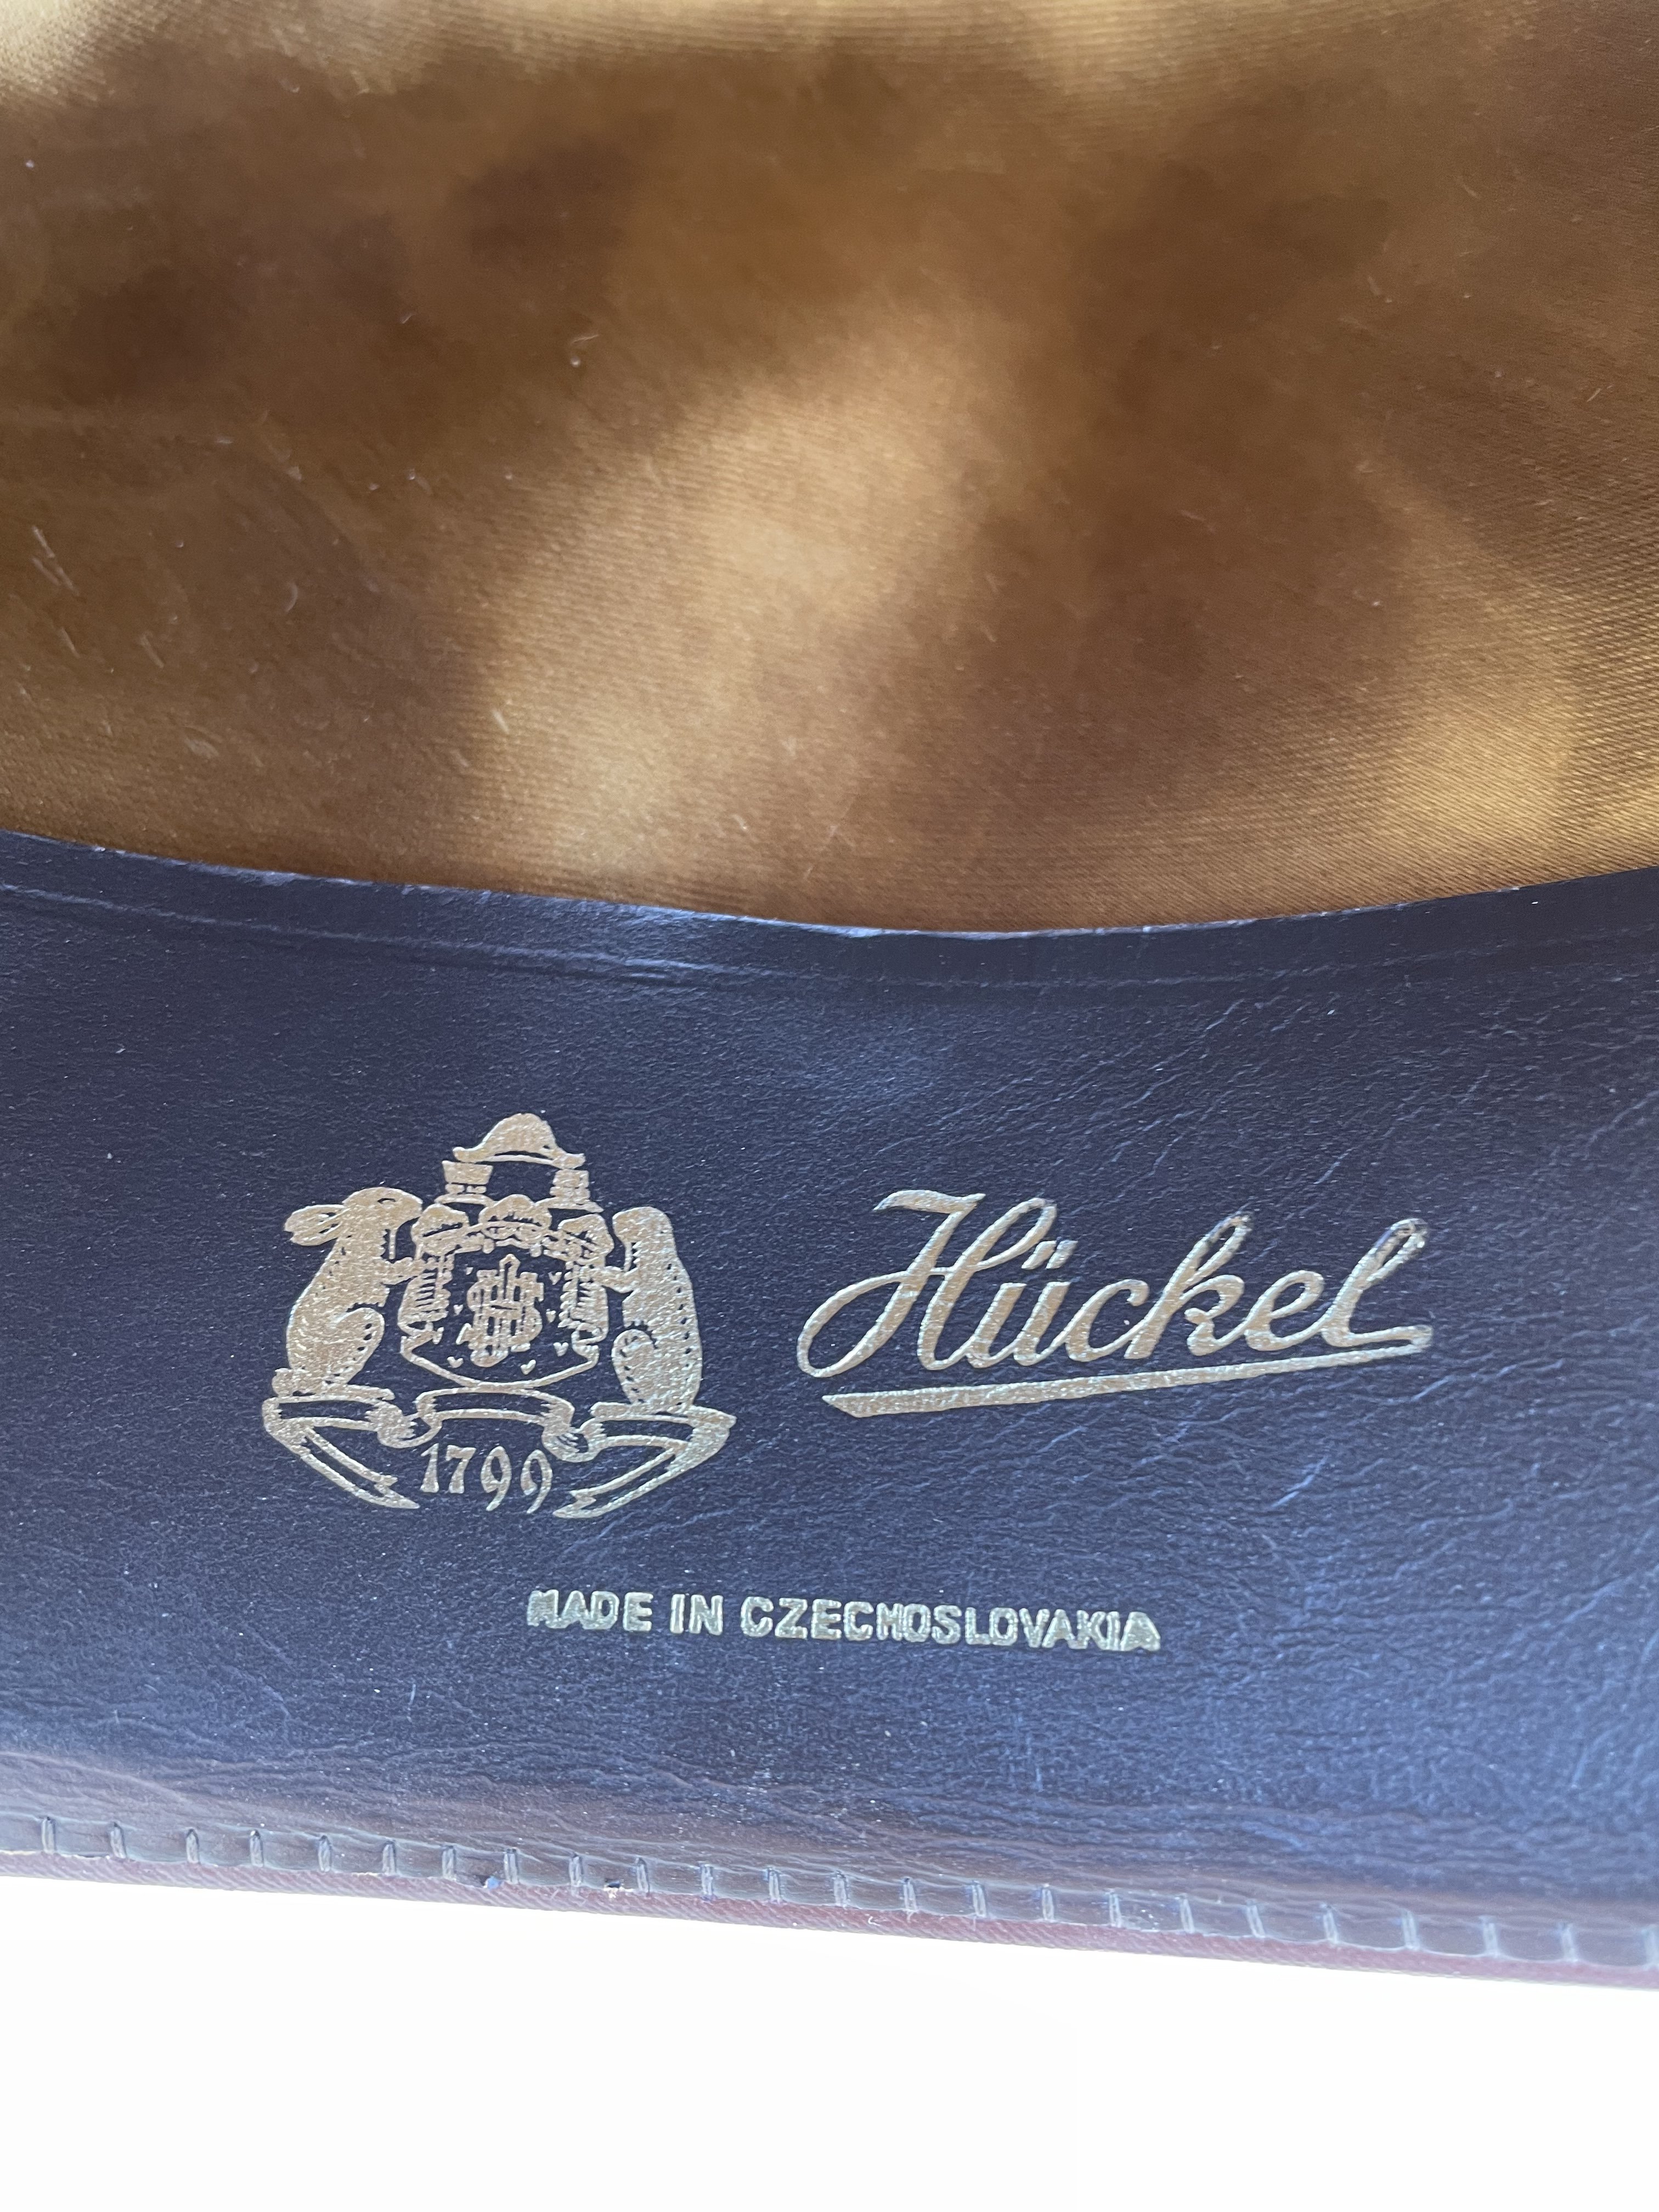 Hückel
1799
MADE IN CZECHOSLOVAKIA